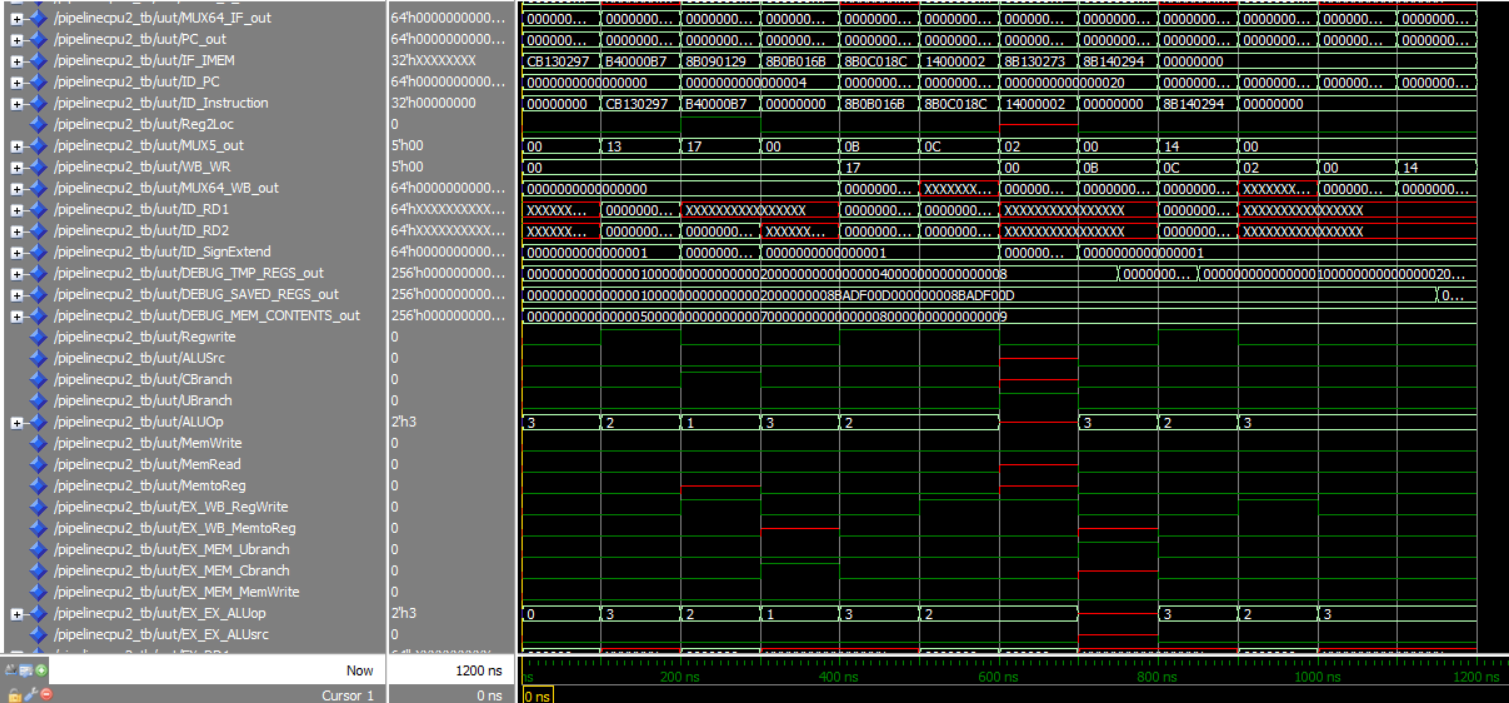 /pipelinecpu2_tb/uut/MUX64_IF_out 64'h0000000000... 000000... 0000000... 0000000... 0000000... 0000000... 0000000... 000000... 0000000... 0000000... 0000000... 0000000... 0000000...
/pipelinecpu2_tb/uut/PC_out 64'h0000000000... 000000... 0000000... 0000000... 0000000... 0000000... 0000000... 000000... 0000000... 0000000... 0000000... 0000000... 0000000...
/pipelinecpu2_tb/uut/IF_IMEM 32'hXXXXXXXX CB130297 B40000B7 8B090129 8B0B016B 8B0C018C 14000002 8B130273 8B140294 00000000
/pipelinecpu2_tb/uut/ID_PC 64'h0000000000... 0000000000000000 0000000000000004 0000000... 0000000... 000000... 0000000000000020 0000000... 0000000... 0000000...
/pipelinecpu2_tb/uut/ID_Instruction 32'h00000000 00000000 CB130297 B40000B7 00000000 8B0B016B 8B0C018C 14000002 00000000 8B140294 00000000
/pipelinecpu2_tb/uut/Reg2Loc 0
/pipelinecpu2_tb/uut/MUX5_out 5'h00 00 13 17 00 0B 0C 02 00 14 00
/pipelinecpu2_tb/uut/WB_WR 5'h00 00 17 00 0B 0C 02 00 14
/pipelinecpu2_tb/uut/MUX64_WB_out 64'h0000000000... 0000000000000000 0000000... XXXXXXX... 000000... 0000000... 0000000... XXXXXXX... 0000000... 0000000...
/pipelinecpu2_tb/uut/ID_RD1 64'hXXXXXXXXXX... XXXXXX... 0000000... XXXXXXXXXXXXXXXX 0000000... 0000000... XXXXXXXXXXXXXXXX 0000000... XXXXXXXXXXXXXXXX
/pipelinecpu2_tb/uut/ID_RD2 64'hXXXXXXXXXX... XXXXXX... 0000000... 0000000... XXXXXX... 0000000... 0000000... XXXXXXXXXXXXXXXX 0000000... XXXXXXXXXXXXXXXX
/pipelinecpu2_tb/uut/ID_SignExtend 64'h0000000000... 0000000000000001 0000000... 0000000000000001 000000... 0000000000000001
/pipelinecpu2_tb/uut/DEBUG_TMP_REGS_out 256'h000000000... 0000000000000001000000000000000200000000000000040000000000000008 0000000... 000000000000000100000000000000020...
/pipelinecpu2_tb/uut/DEBUG_SAVED_REGS_out 256'h000000000... 00000000000000010000000000000002000000008BADF00D000000008BADF00D 0...
/pipelinecpu2_tb/uut/DEBUG_MEM_CONTENTS_out 256'h000000000... 0000000000000005000000000000000700000000000000080000000000000009
/pipelinecpu2_tb/uut/Regwrite 0
/pipelinecpu2_tb/uut/ALUSrc 0
/pipelinecpu2_tb/uut/CBranch 0
/pipelinecpu2_tb/uut/UBranch 0
/pipelinecpu2_tb/uut/ALUOp 2'h3 3 2 1 3 2 3 2 3
/pipelinecpu2_tb/uut/MemWrite 0
/pipelinecpu2_tb/uut/MemRead 0
/pipelinecpu2_tb/uut/MemtoReg 0
/pipelinecpu2_tb/uut/EX_WB_RegWrite 0
/pipelinecpu2_tb/uut/EX_WB_MemtoReg 0
/pipelinecpu2_tb/uut/EX_MEM_Ubranch 0
/pipelinecpu2_tb/uut/EX_MEM_Cbranch 0
/pipelinecpu2_tb/uut/EX_MEM_MemWrite 0
/pipelinecpu2_tb/uut/EX_EX_ALUop 2'h3 0 3 2 1 3 2 3 2 3
/pipelinecpu2_tb/uut/EX_EX_ALUsrc 0
Now 1200 ns ns 200 ns 400 ns 600 ns 800 ns 1000 ns 1200 ns
Cursor 1 0 ns 0 ns